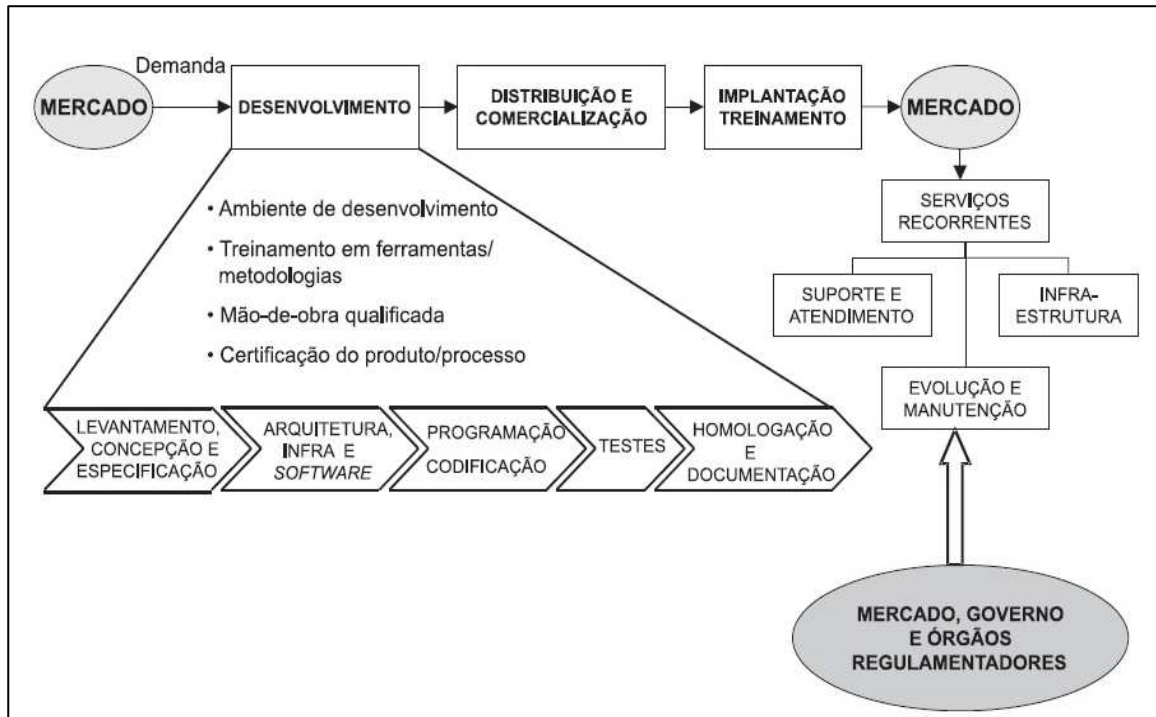 Demanda
MERCADO
DESENVOLVIMENTO
DISTRIBUIÇÃO E
COMERCIALIZAÇÃO
IMPLANTAÇÃO
TREINAMENTO
MERCADO
• Ambiente de desenvolvimento
• Treinamento em ferramentas/
metodologias
• Mão-de-obra qualificada
• Certificação do produto/processo
SERVIÇOS
RECORRENTES
SUPORTE E
ATENDIMENTO
INFRA-
ESTRUTURA
EVOLUÇÃO E
MANUTENÇÃO
LEVANTAMENTO,
CONCEPÇÃO E
ESPECIFICAÇÃO
ARQUITETURA,
INFRA E
SOFTWARE
PROGRAMAÇÃO
CODIFICAÇÃO
TESTES
HOMOLOGAÇÃO
E
DOCUMENTAÇÃO
MERCADO, GOVERNO
E ÓRGÃOS
REGULAMENTADORES